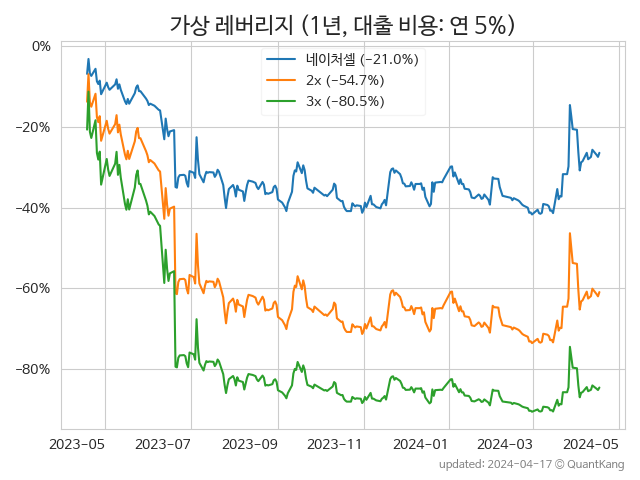 가상 레버리지 (1년, 대출 비용: 연 5%)
0%
−20%
−40%
−60%
−80%
네이처셀 (−21.0%)
2x (−54.7%)
3x (−80.5%)
2023-05 2023-07 2023-09 2023-11 2024-01 2024-03 2024-05
updated: 2024-04-17 © QuantKang